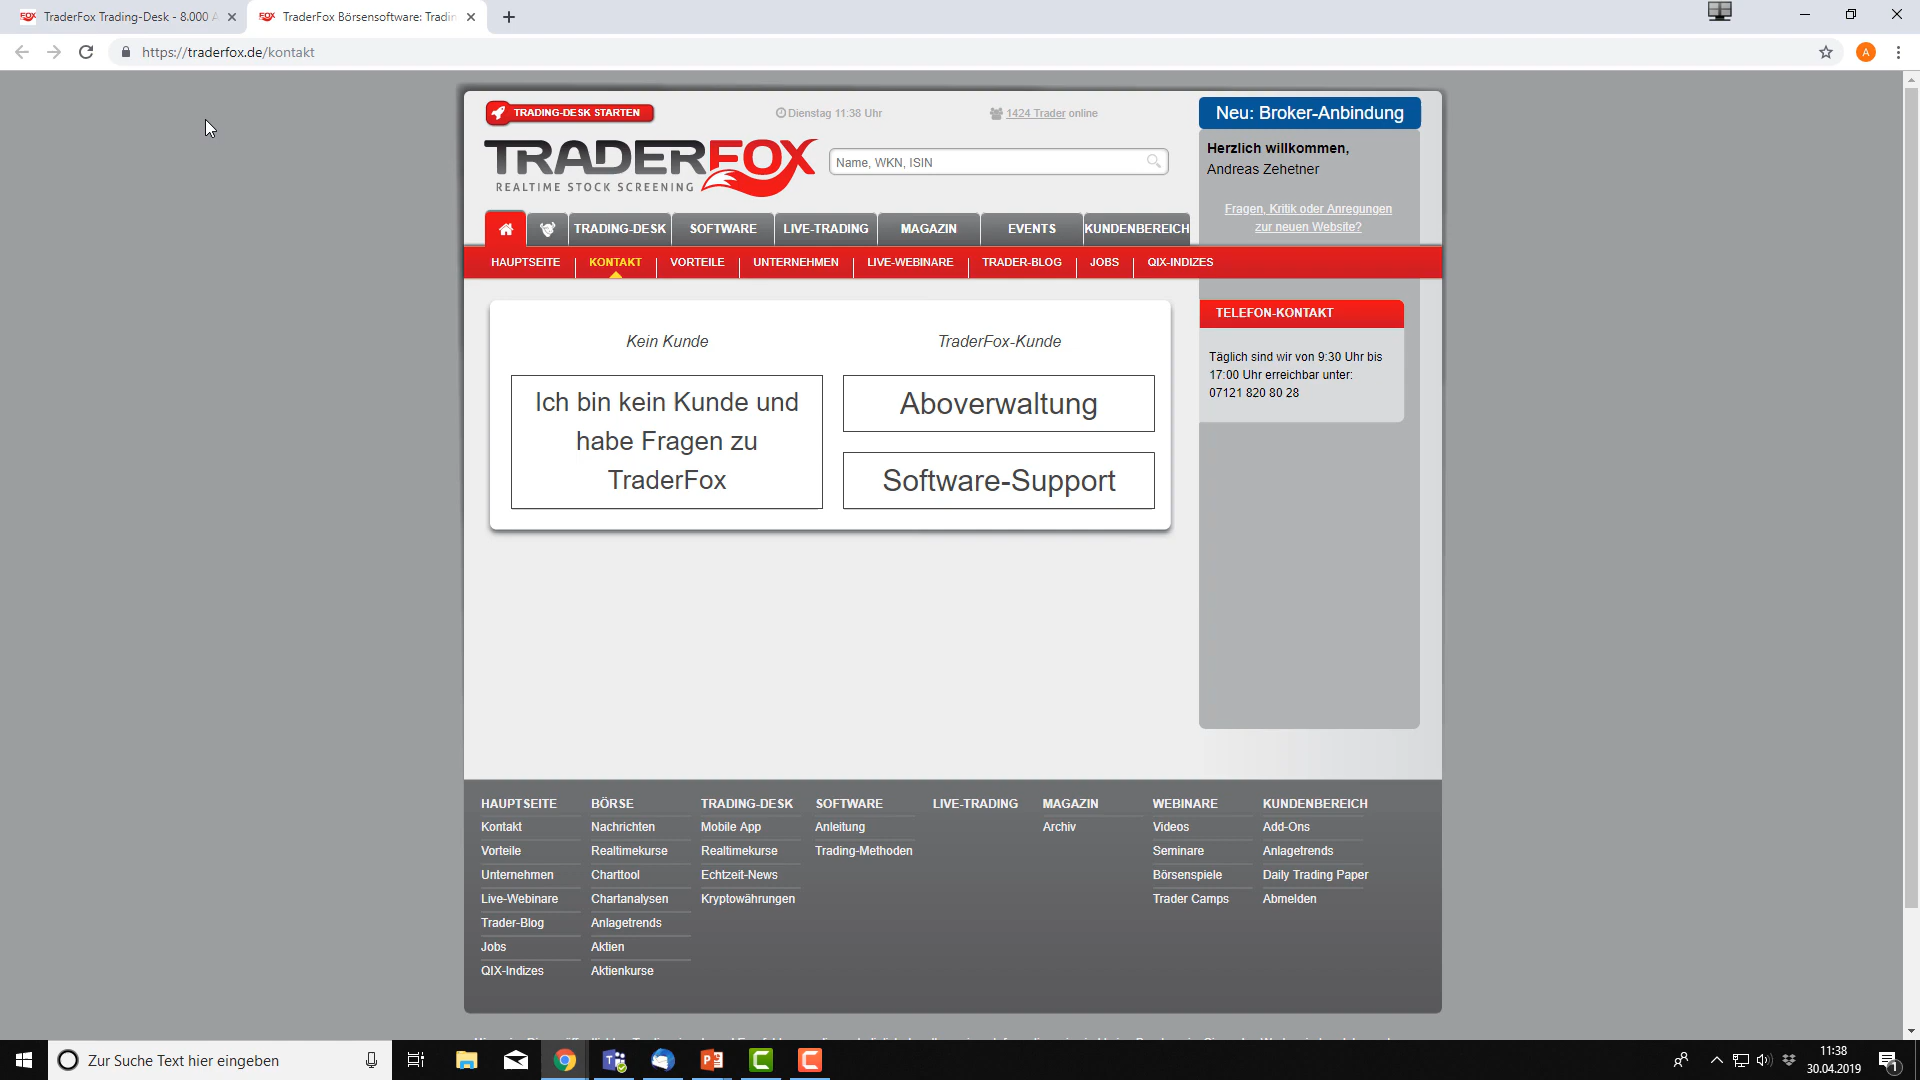 TraderFox Trading-Desk - 8.000
TraderFox Börsensoftware: Tradin
https://traderfox.de/kontakt
A
TRADING-DESK STARTEN
Dienstag 11:38 Uhr
1424 Trader online
Neu: Broker-Anbindung
TRADERFOX
REALTIME STOCK SCREENING
Name, WKN, ISIN
Herzlich willkommen,
Andreas Zehetner
Fragen, Kritik oder Anregungen
zur neuen Website?
TRADING-DESK SOFTWARE LIVE-TRADING MAGAZIN EVENTS KUNDENBEREICH
HAUPTSEITE KONTAKT VORTEILE UNTERNEHMEN LIVE-WEBINARE TRADER-BLOG JOBS QIX-INDIZES
Kein Kunde
Ich bin kein Kunde und
habe Fragen zu
TraderFox
TraderFox-Kunde
Aboverwaltung
Software-Support
TELEFON-KONTAKT
Täglich sind wir von 9:30 Uhr bis
17:00 Uhr erreichbar unter:
07121 820 80 28
HAUPTSEITE
Kontakt
Vorteile
Unternehmen
Live-Webinare
Trader-Blog
Jobs
QIX-Indizes
BÖRSE
Nachrichten
Realtimekurse
Charttool
Chartanalysen
Anlagetrends
Aktien
Aktienkurse
TRADING-DESK
Mobile App
Realtimekurse
Echtzeit-News
Kryptowährungen
SOFTWARE
Anleitung
Trading-Methoden
LIVE-TRADING
MAGAZIN
Archiv
WEBINARE
Videos
Seminare
Börsenspiele
Trader Camps
KUNDENBEREICH
Add-Ons
Anlagetrends
Daily Trading Paper
Abmelden
Zur Suche Text hier eingeben
11:38
30.04.2019
1